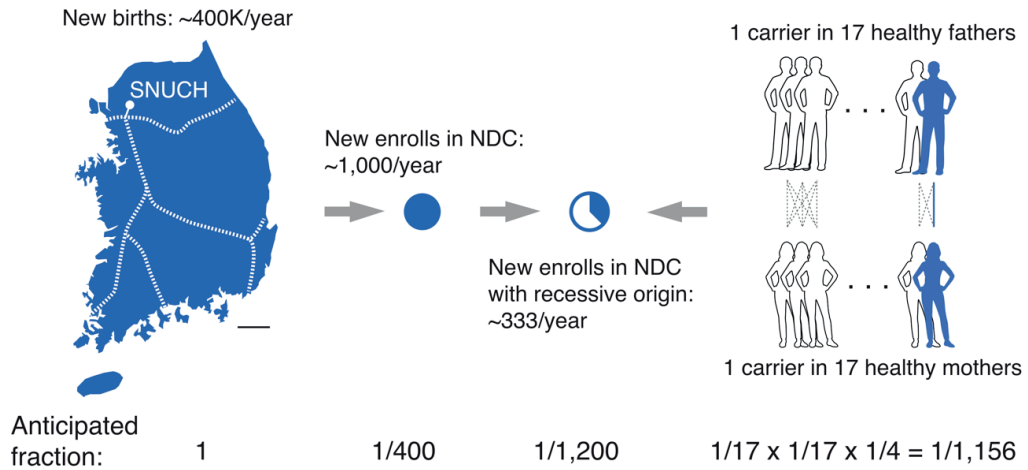 New births: ~400K/year
SNUCH
New enrolls in NDC:
~1,000/year
New enrolls in NDC
with recessive origin:
~333/year
1 carrier in 17 healthy fathers
. . .
. . .
1 carrier in 17 healthy mothers
Anticipated
fraction:
1
1/400
1/1,200
1/17 x 1/17 x 1/4 = 1/1,156